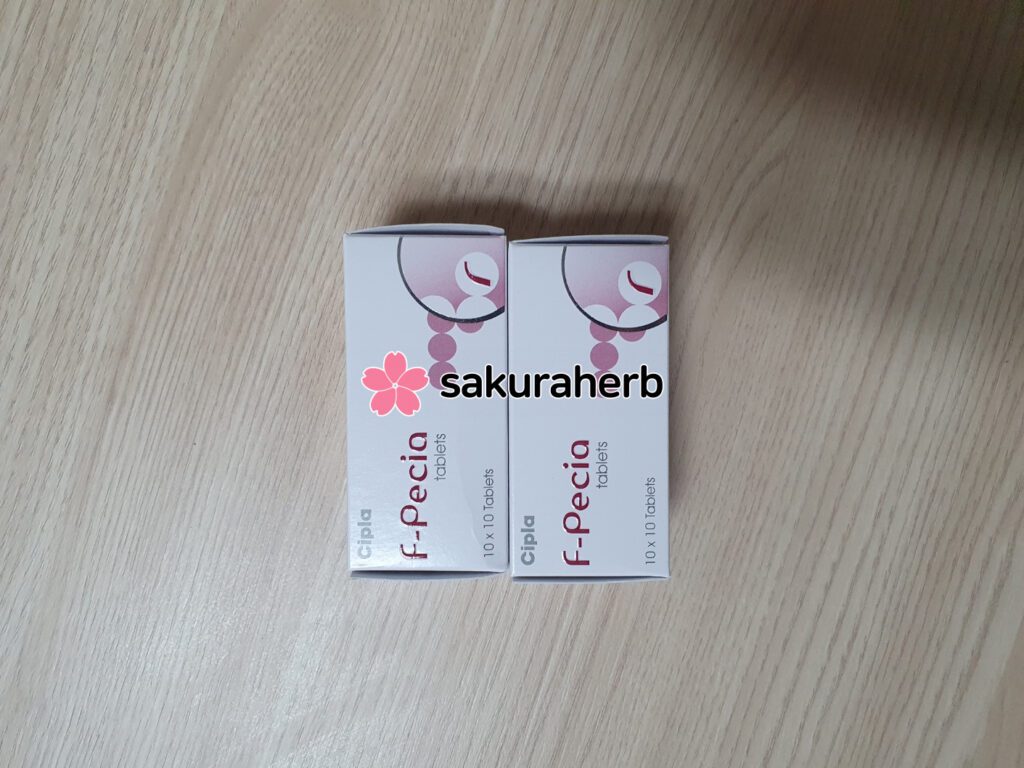 sakuraherb
Cipla
F-Pecia
tablets
10 x 10 Tablets
Cipla
F-Pecia
tablets
10 x 10 Tablets